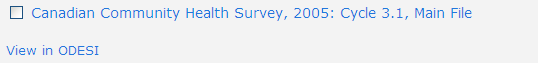 Canadian Community Health Survey, 2005: Cycle 3.1, Main File
View in ODESI